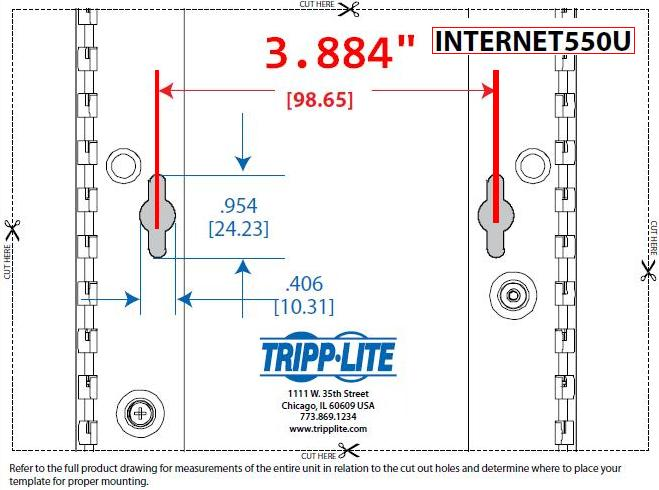 CUT HERE
3.884"
INTERNET550U
[98.65]
.954
[24.23]
CUT HERE
CUT HERE
.406
[10.31]
TRIPP·LITE
1111 W. 35th Street
Chicago, IL 60609 USA
773.869.1234
www.tripplite.com
CUT HERE
Refer to the full product drawing for measurements of the entire unit in relation to the cut out holes and determine where to place your
template for proper mounting.